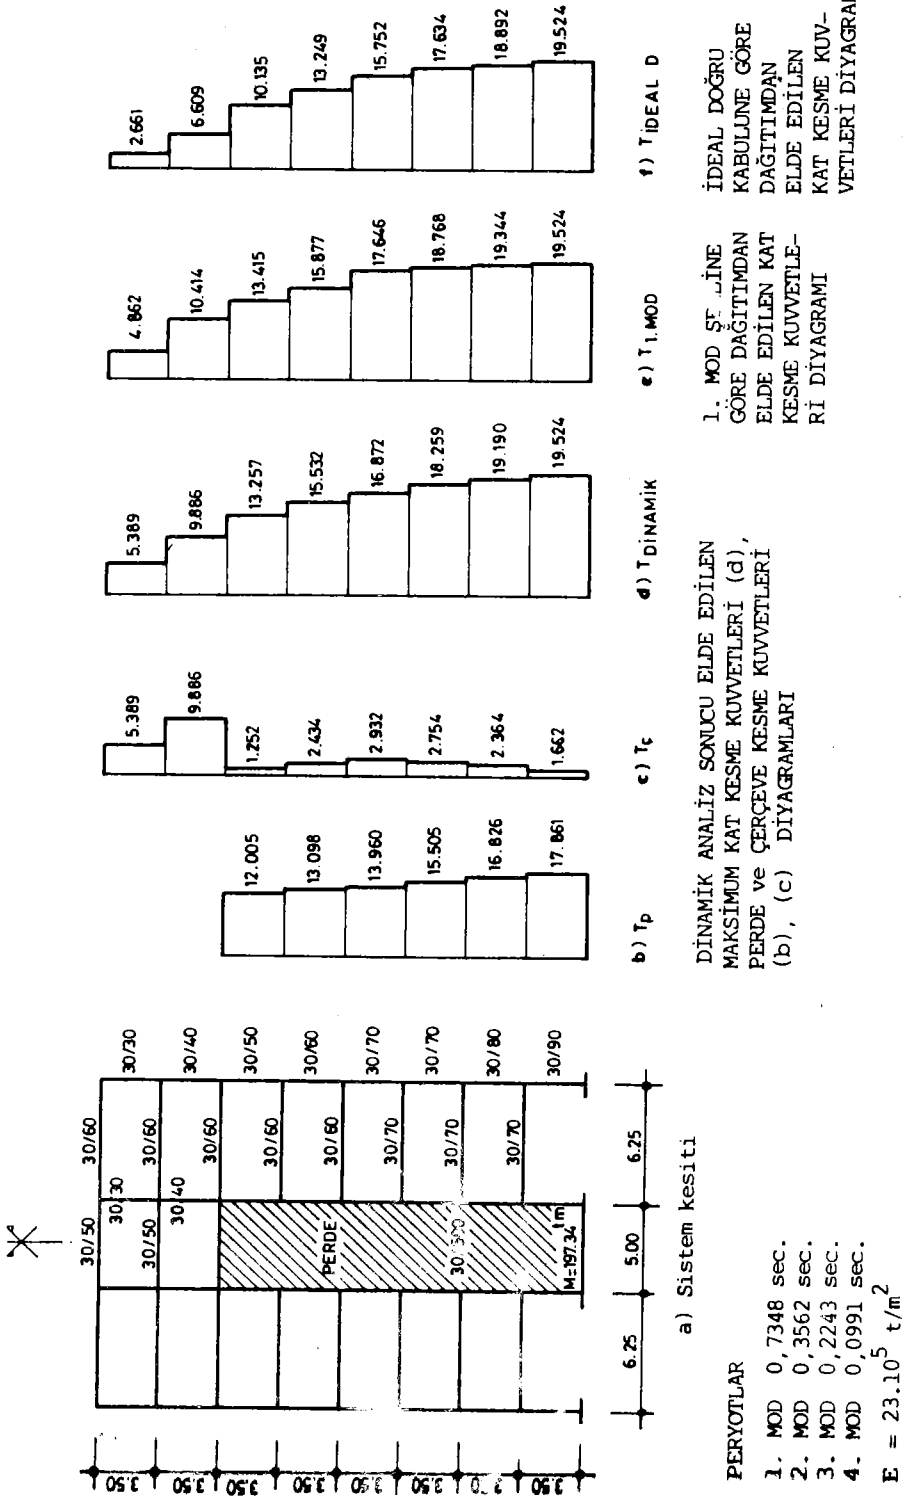 30/50
30/60
30/30
30/30
30/50
30/60
30/40
30/40
30/60
30/50
30/60
30/60
PERDE
30/60
30/70
30/70
30/70
30/70
30/80
30/70
30/90
M=197.34 tm
3.50
3.50
3.50
3.50
3.50
3.50
3.50
6.25
5.00
6.25
a) Sistem kesiti
12.005
13.098
13.960
15.505
16.826
17.861
b) Tp
5.389
9.886
1.252
2.434
2.932
2.754
2.364
1.662
c) Tç
5.389
9.886
13.257
15.532
16.872
18.259
19.190
19.524
d) TDİNAMİK
4.862
10.414
13.415
15.877
17.646
18.768
19.344
19.524
e) T1.MOD
2.661
6.609
10.135
13.249
15.752
17.634
18.892
19.524
f) TİDEAL D
PERYOTLAR
1. MOD 0,7348 sec.
2. MOD 0,3562 sec.
3. MOD 0,2243 sec.
4. MOD 0,0991 sec.
E = 23.10⁵ t/m²
DİNAMİK ANALİZ SONUCU ELDE EDİLEN
MAKSİMUM KAT KESME KUVVETLERİ (d),
PERDE ve ÇERÇEVE KESME KUVVETLERİ
(b), (c) DİYAGRAMLARI
1. MOD
GÖRE DAĞITIMDAN
ELDE EDİLEN KAT
KESME KUVVETLE-
Rİ DİYAGRAMI
İDEAL DOĞRU
KABULUNE GÖRE
DAĞITIMDAN
ELDE EDİLEN
KAT KESME KUV-
VETLERİ DİYAGRA